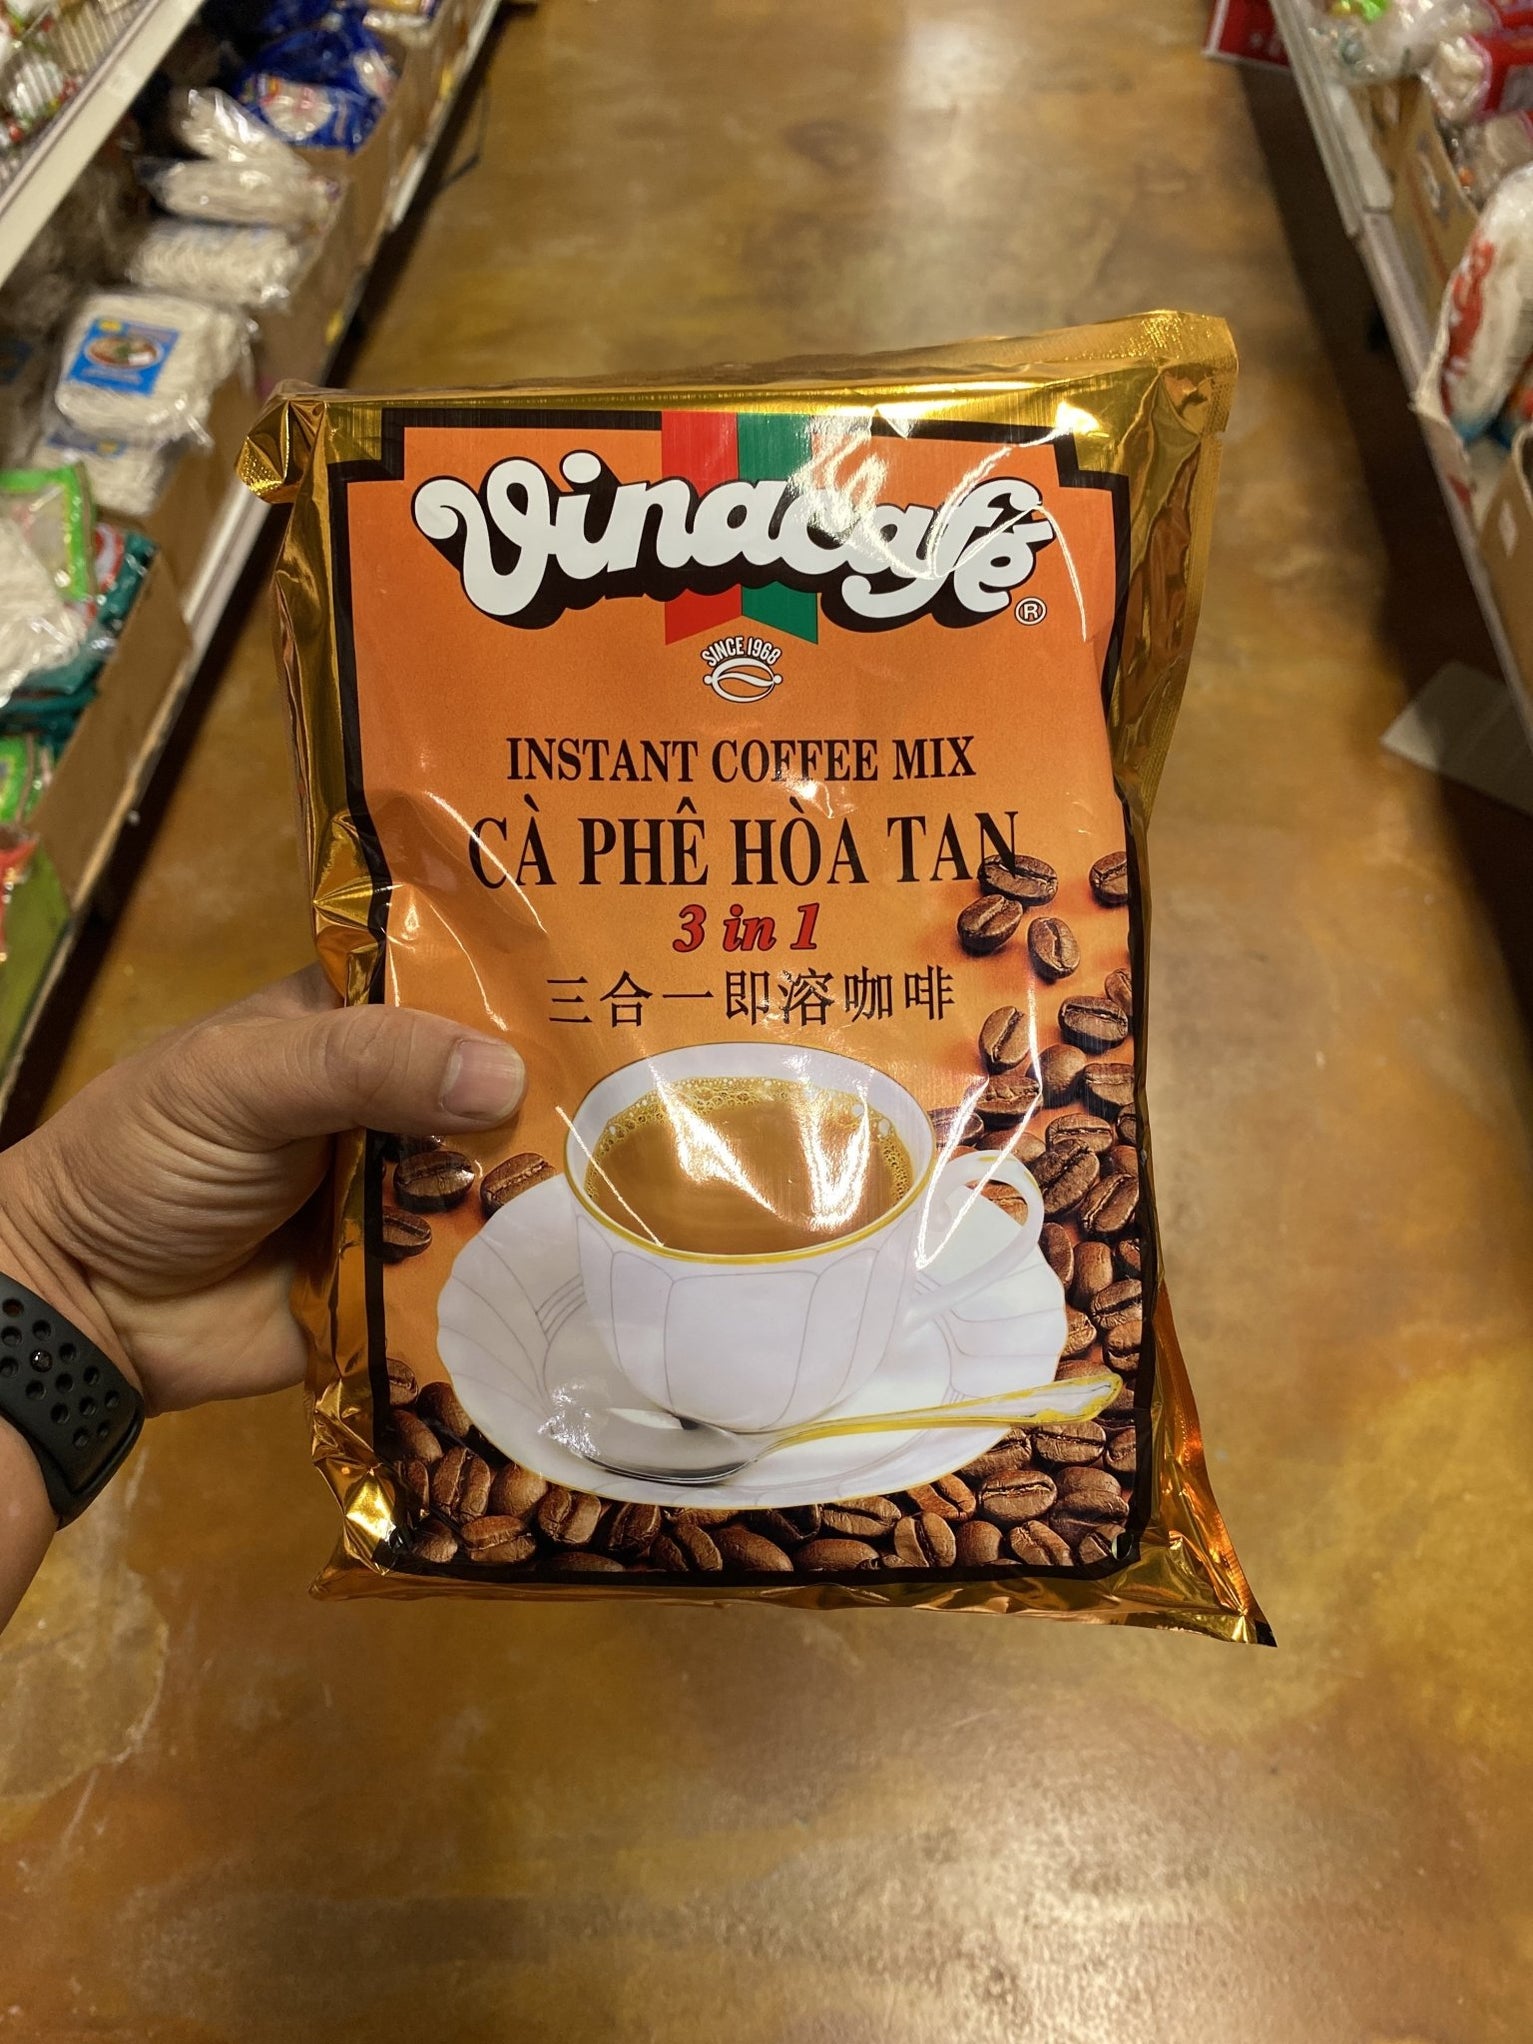 Vinacafé
®
SINCE 1968
INSTANT COFFEE MIX
CÀ PHÊ HÒA TAN
3 in 1
三合一即溶咖啡